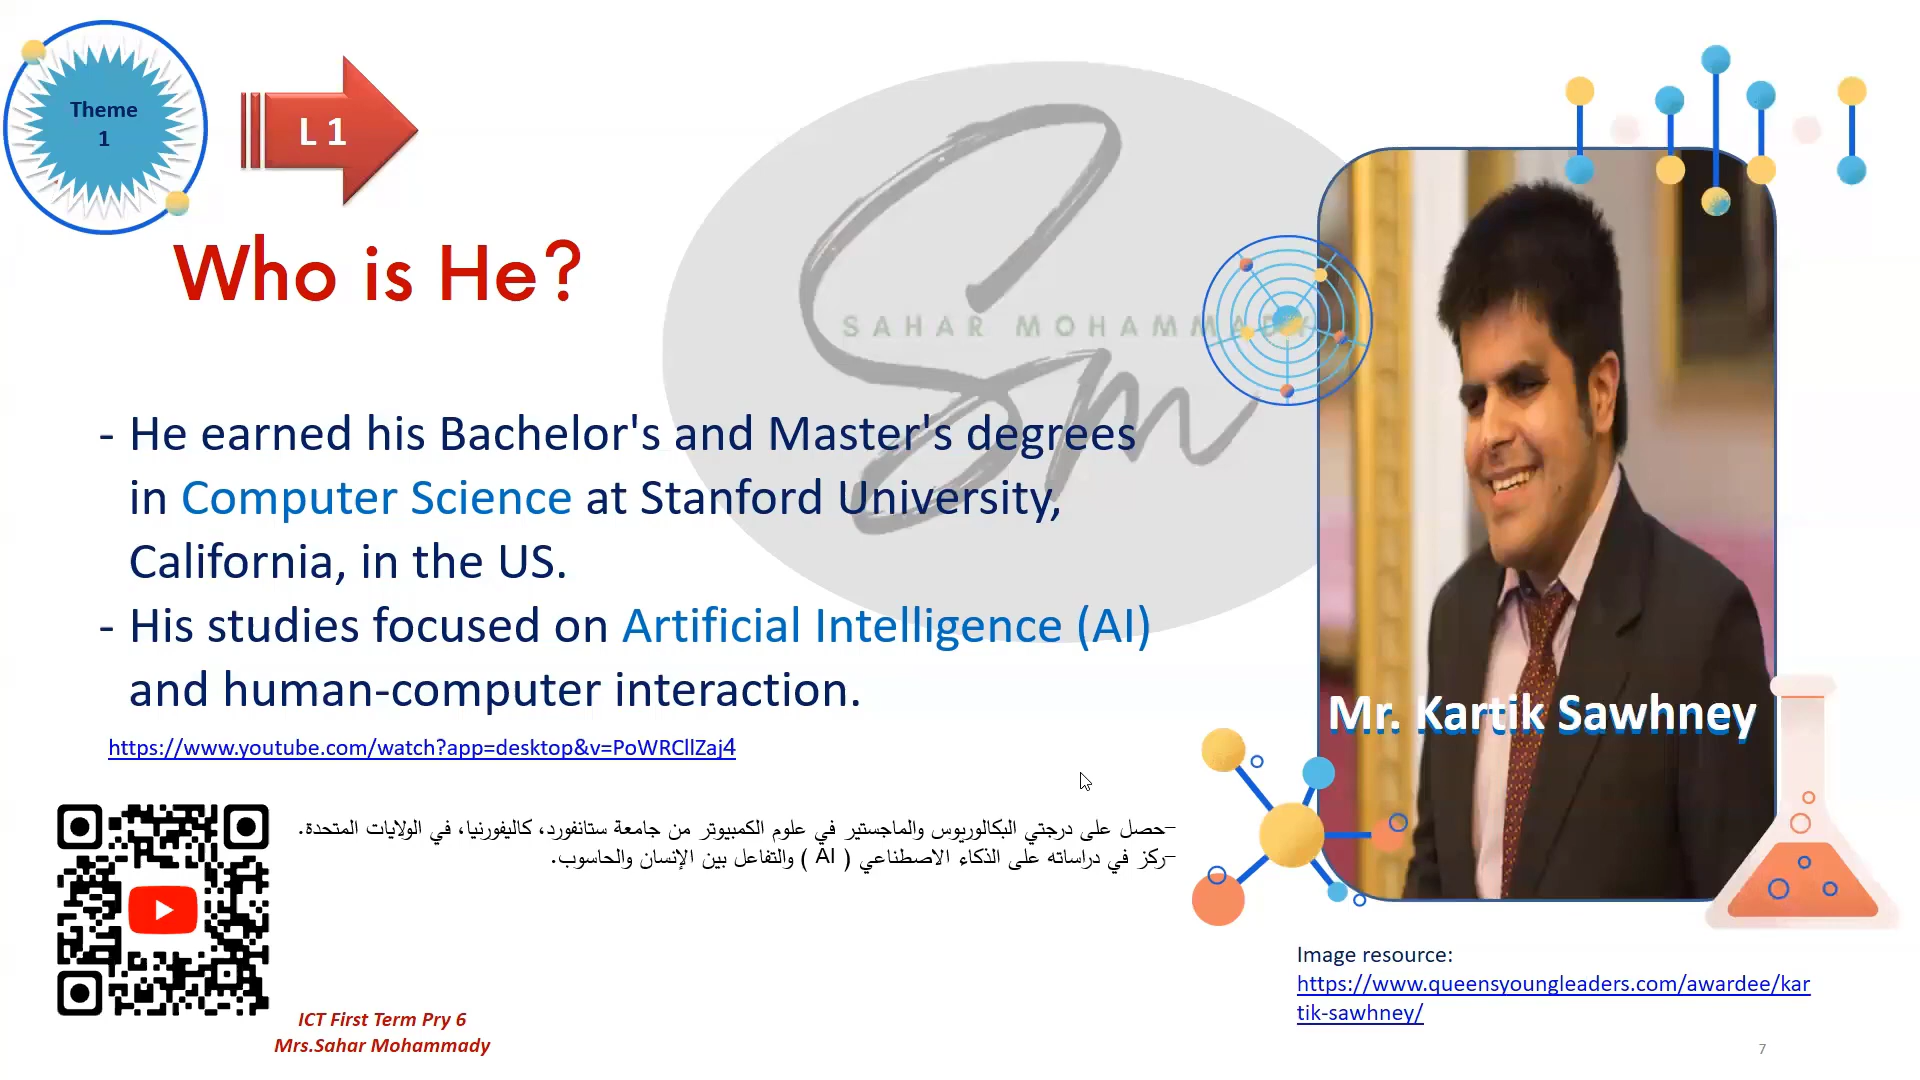 Theme
1
L 1
Who is He?
SAHAR MOHAMMADY
- He earned his Bachelor's and Master's degrees
in Computer Science at Stanford University,
California, in the US.
- His studies focused on Artificial Intelligence (AI)
and human-computer interaction.
https://www.youtube.com/watch?app=desktop&v=PoWRCllZaj4
-حصل على درجتي البكالوريوس والماجستير في علوم الكمبيوتر من جامعة ستانفورد، كاليفورنيا، في الولايات المتحدة.
-ركز في دراساته على الذكاء الاصطناعي ( AI ) والتفاعل بين الإنسان والحاسوب.
Mr. Kartik Sawhney
Image resource:
https://www.queensyoungleaders.com/awardee/kar
tik-sawhney/
ICT First Term Pry 6
Mrs.Sahar Mohammady
7